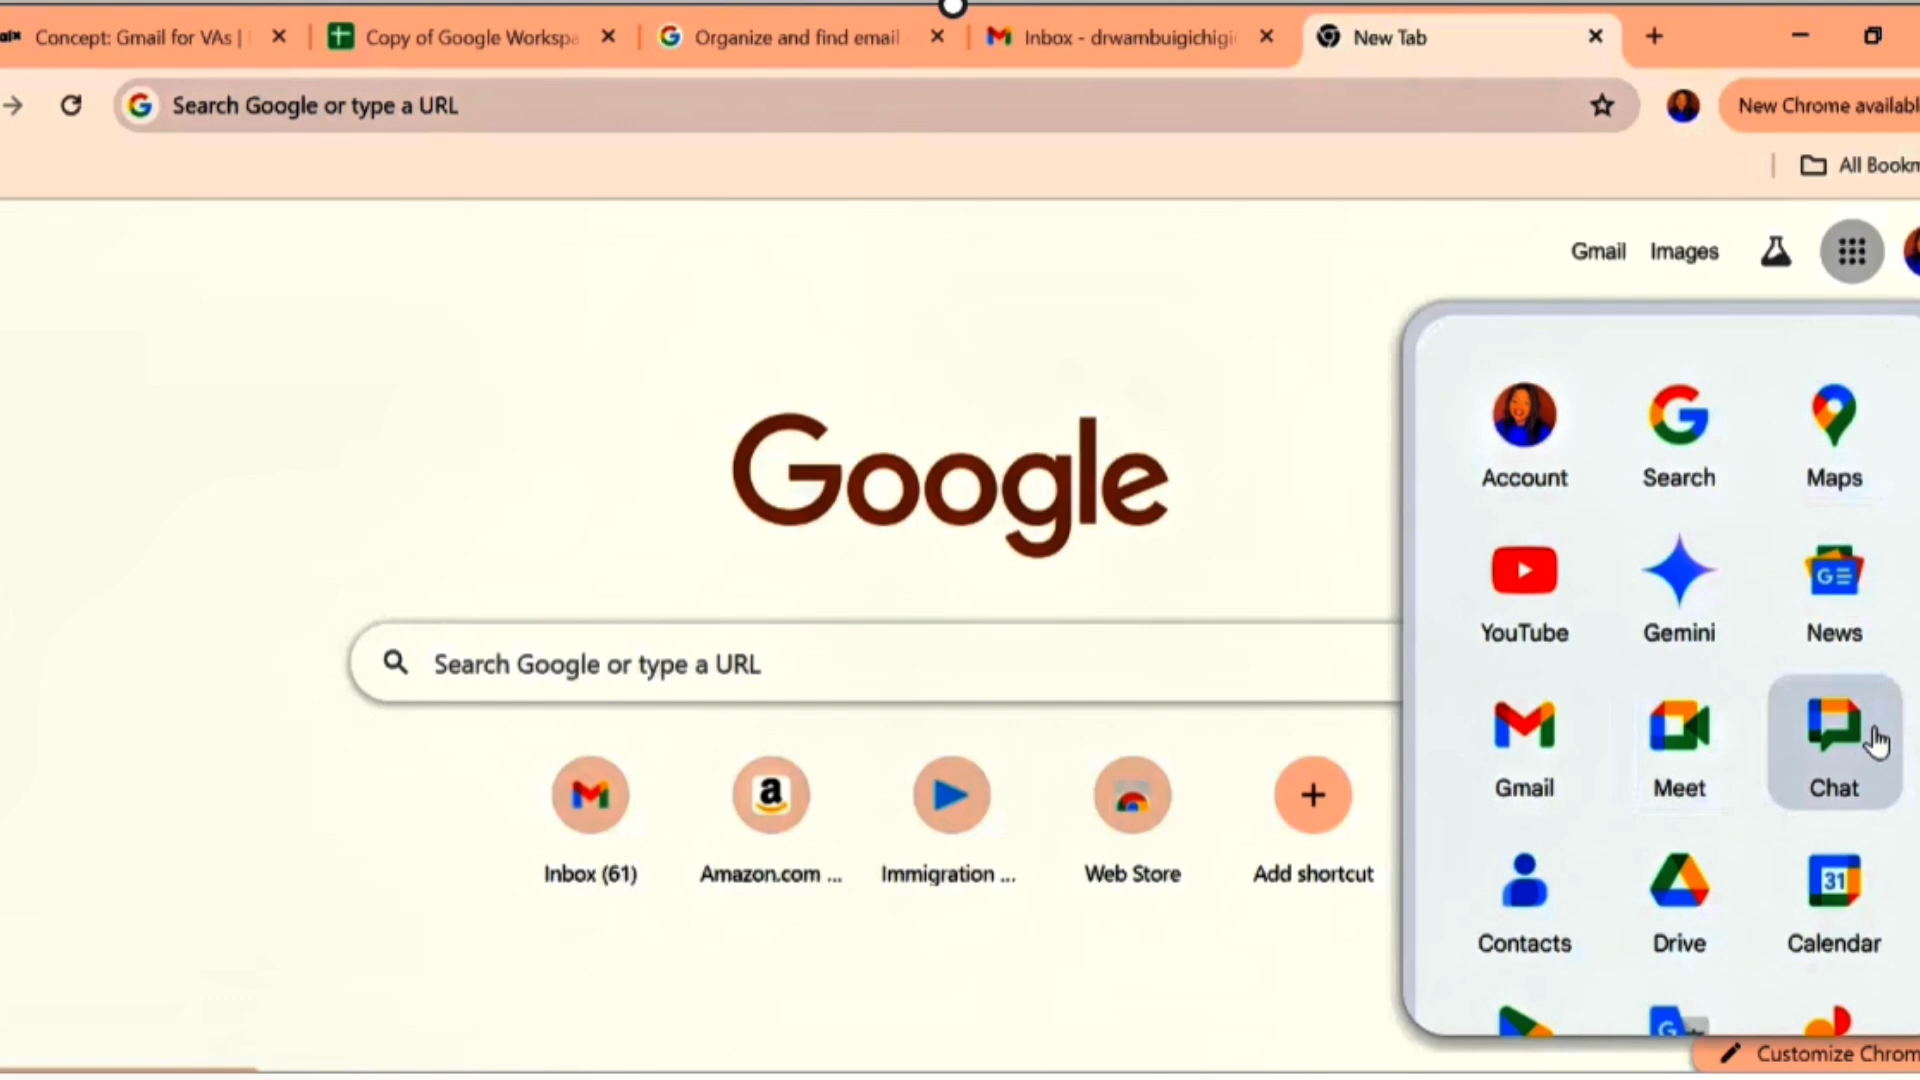 Concept: Gmail for VAs |
Copy of Google Workspa
Organize and find email
Inbox - drwambuigichigi
New Tab
Search Google or type a URL
New Chrome availabl
All Bookm
Gmail
Images
Google
Search Google or type a URL
Inbox (61)
Amazon.com ...
Immigration ...
Web Store
Add shortcut
Account
Search
Maps
YouTube
Gemini
News
Gmail
Meet
Chat
Contacts
Drive
31
Calendar
Customize Chrom